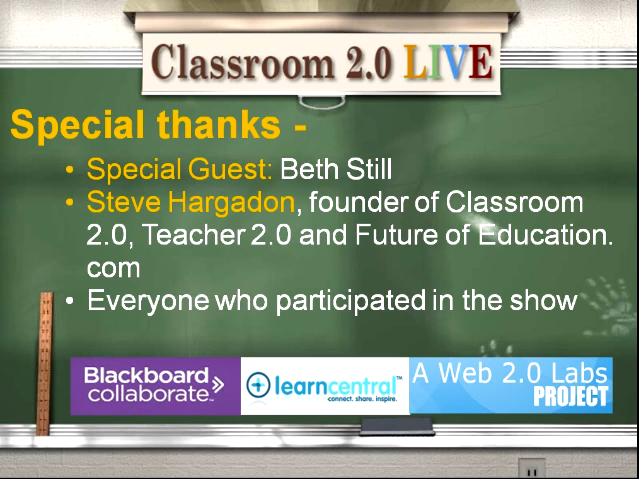 Classroom 2.0 LIVE
Special thanks -
• Special Guest: Beth Still
• Steve Hargadon, founder of Classroom
2.0, Teacher 2.0 and Future of Education.
com
• Everyone who participated in the show
Blackboard
collaborate™
learncentral™
connect. share. inspire.
A Web 2.0 Labs
PROJECT